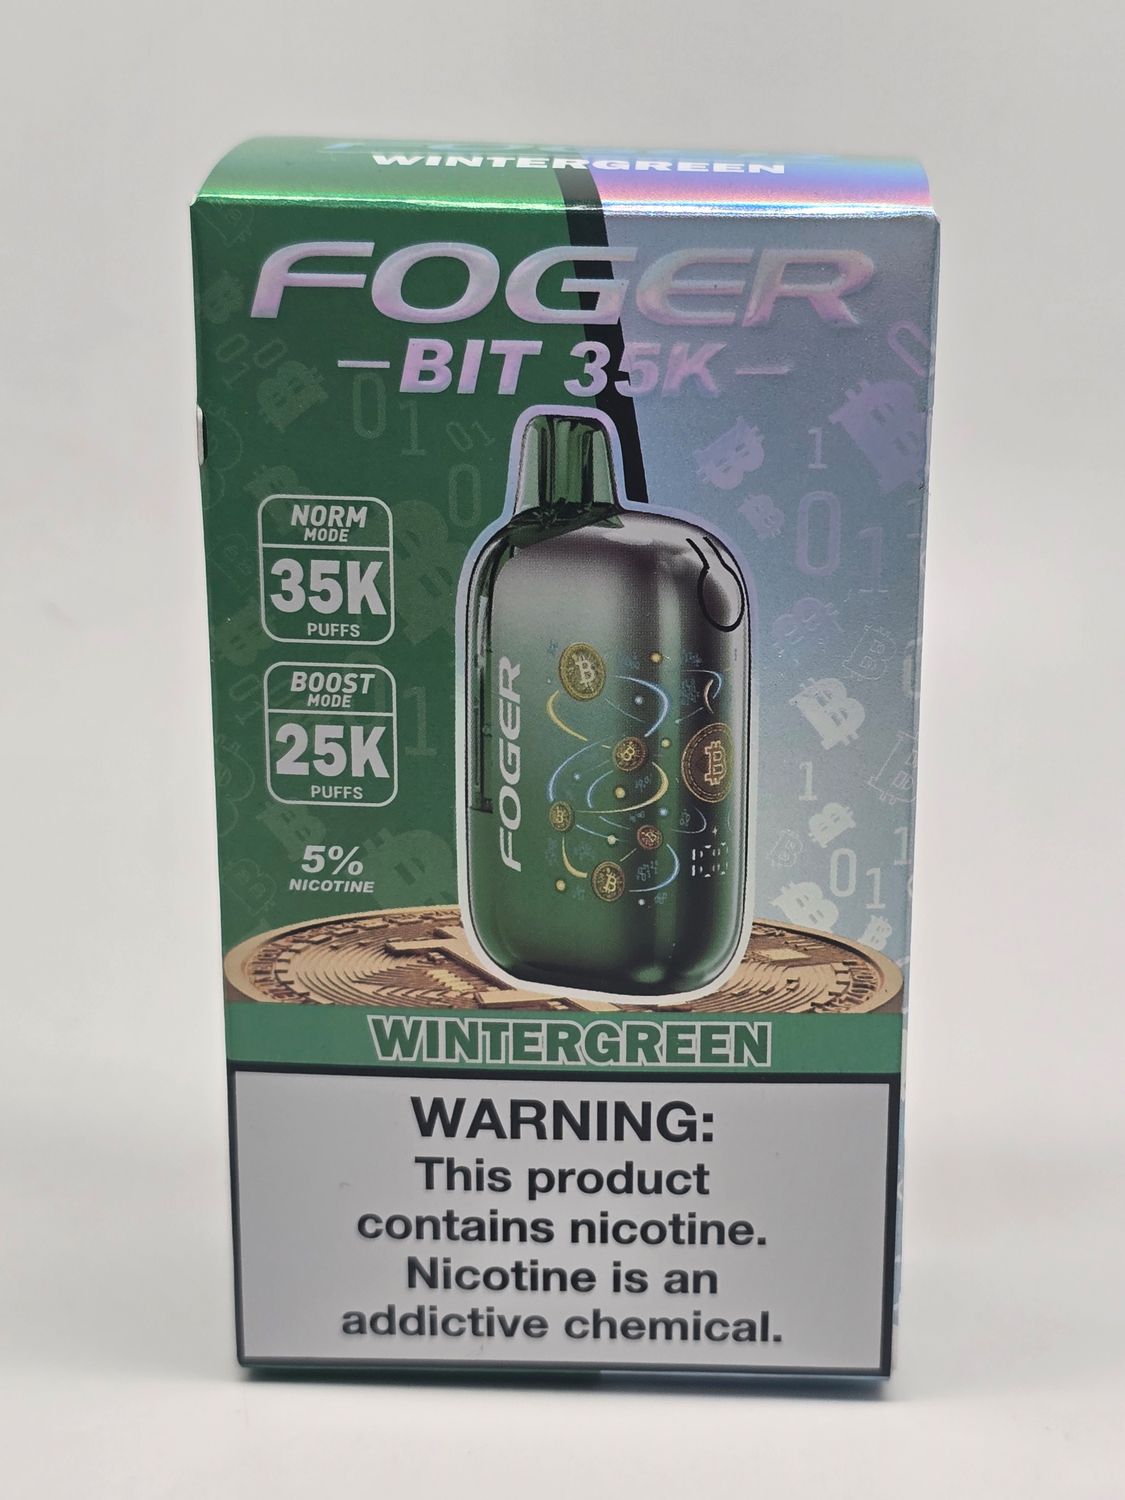 WINTERGREEN
FOGER
BIT 35K
NORM
MODE
35K
PUFFS
BOOST
MODE
25K
PUFFS
5%
NICOTINE
FOGER
WINTERGREEN
WARNING:
This product
contains nicotine.
Nicotine is an
addictive chemical.